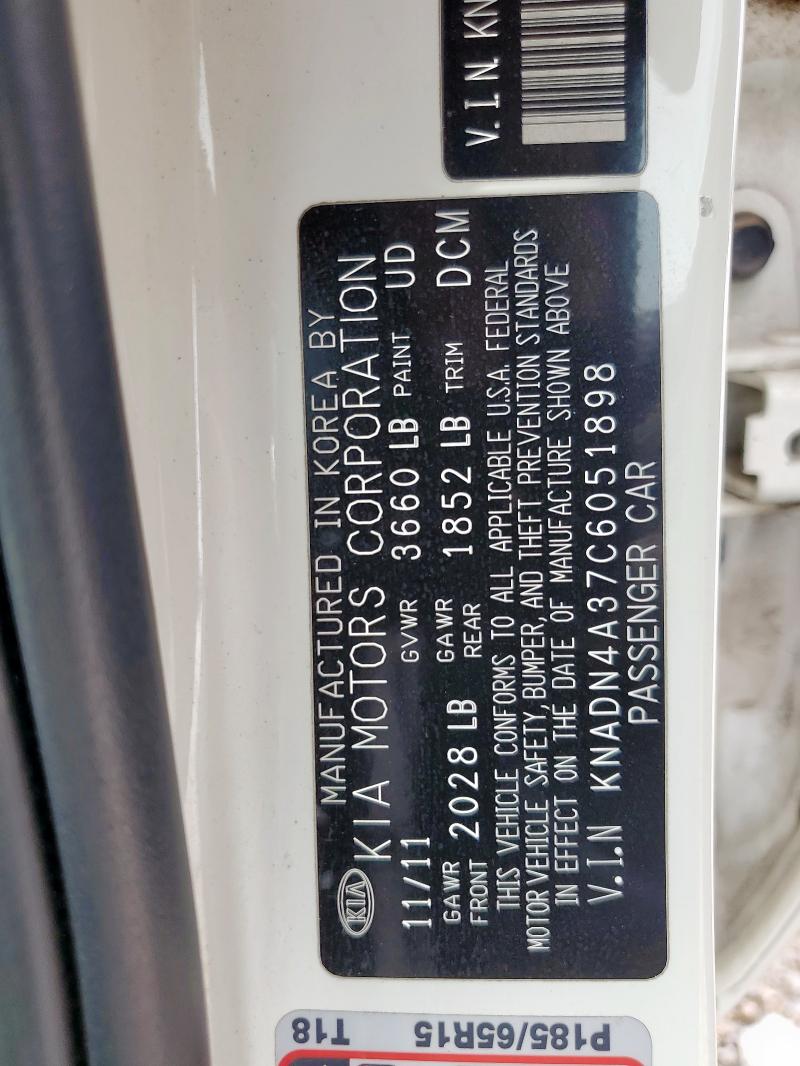 MANUFACTURED IN KOREA BY
KIA KIA MOTORS CORPORATION
11/11 GVWR 3660 LB PAINT UD
GAWR FRONT 2028 LB GAWR REAR 1852 LB TRIM DCM
THIS VEHICLE CONFORMS TO ALL APPLICABLE U.S.A. FEDERAL
MOTOR VEHICLE SAFETY, BUMPER, AND THEFT PREVENTION STANDARDS
IN EFFECT ON THE DATE OF MANUFACTURE SHOWN ABOVE
V.I.N KNADN4A37C6051898
PASSENGER CAR
V.I.N. KN
T18
P185/65R15